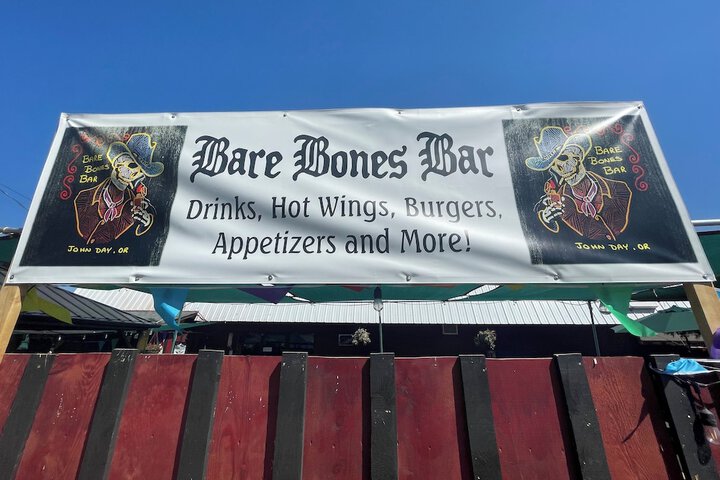 Bare Bones Bar
Drinks, Hot Wings, Burgers,
Appetizers and More!
Bare
Bones
Bar
John Day, OR
Bare
Bones
Bar
John Day, OR